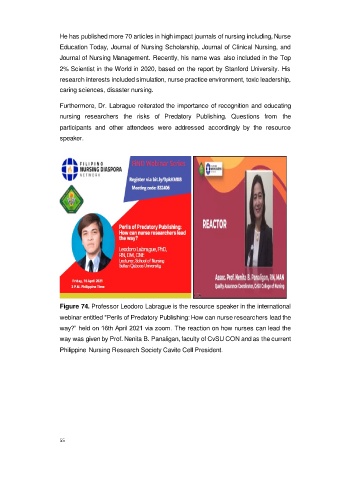 He has published more 70 articles in high impact journals of nursing including, Nurse
Education Today, Journal of Nursing Scholarship, Journal of Clinical Nursing, and
Journal of Nursing Management. Recently, his name was also included in the Top
2% Scientist in the World in 2020, based on the report by Stanford University. His
research interests included simulation, nurse practice environment, toxic leadership,
caring sciences, disaster nursing.
Furthermore, Dr. Labrague reiterated the importance of recognition and educating
nursing researchers the risks of Predatory Publishing. Questions from the
participants and other attendees were addressed accordingly by the resource
speaker.
FILIPINO
NURSING DIASPORA
NETWORK
Webinar Series
Register via
Meeting code:
Perils of Predatory Publishing:
How can nurse researchers lead
the way?
Leodoro Labrague, PhD,
RN, DM, CNE
Lecturer, School of Nursing
Sultan Qaboos University
Friday, 16 April 2021
Philippine Time
REACTOR
Assoc. Prof. Nenita B. Panaligan, RN, MAN
Quality Assurance Coordinator, CvSU College of Nursing
Figure 74. Professor Leodoro Labrague is the resource speaker in the international
webinar entitled "Perils of Predatory Publishing: How can nurse researchers lead the
way?" held on 16th April 2021 via zoom. The reaction on how nurses can lead the
way was given by Prof. Nenita B. Panaligan, faculty of CvSU CON and as the current
Philippine Nursing Research Society Cavite Cell President.